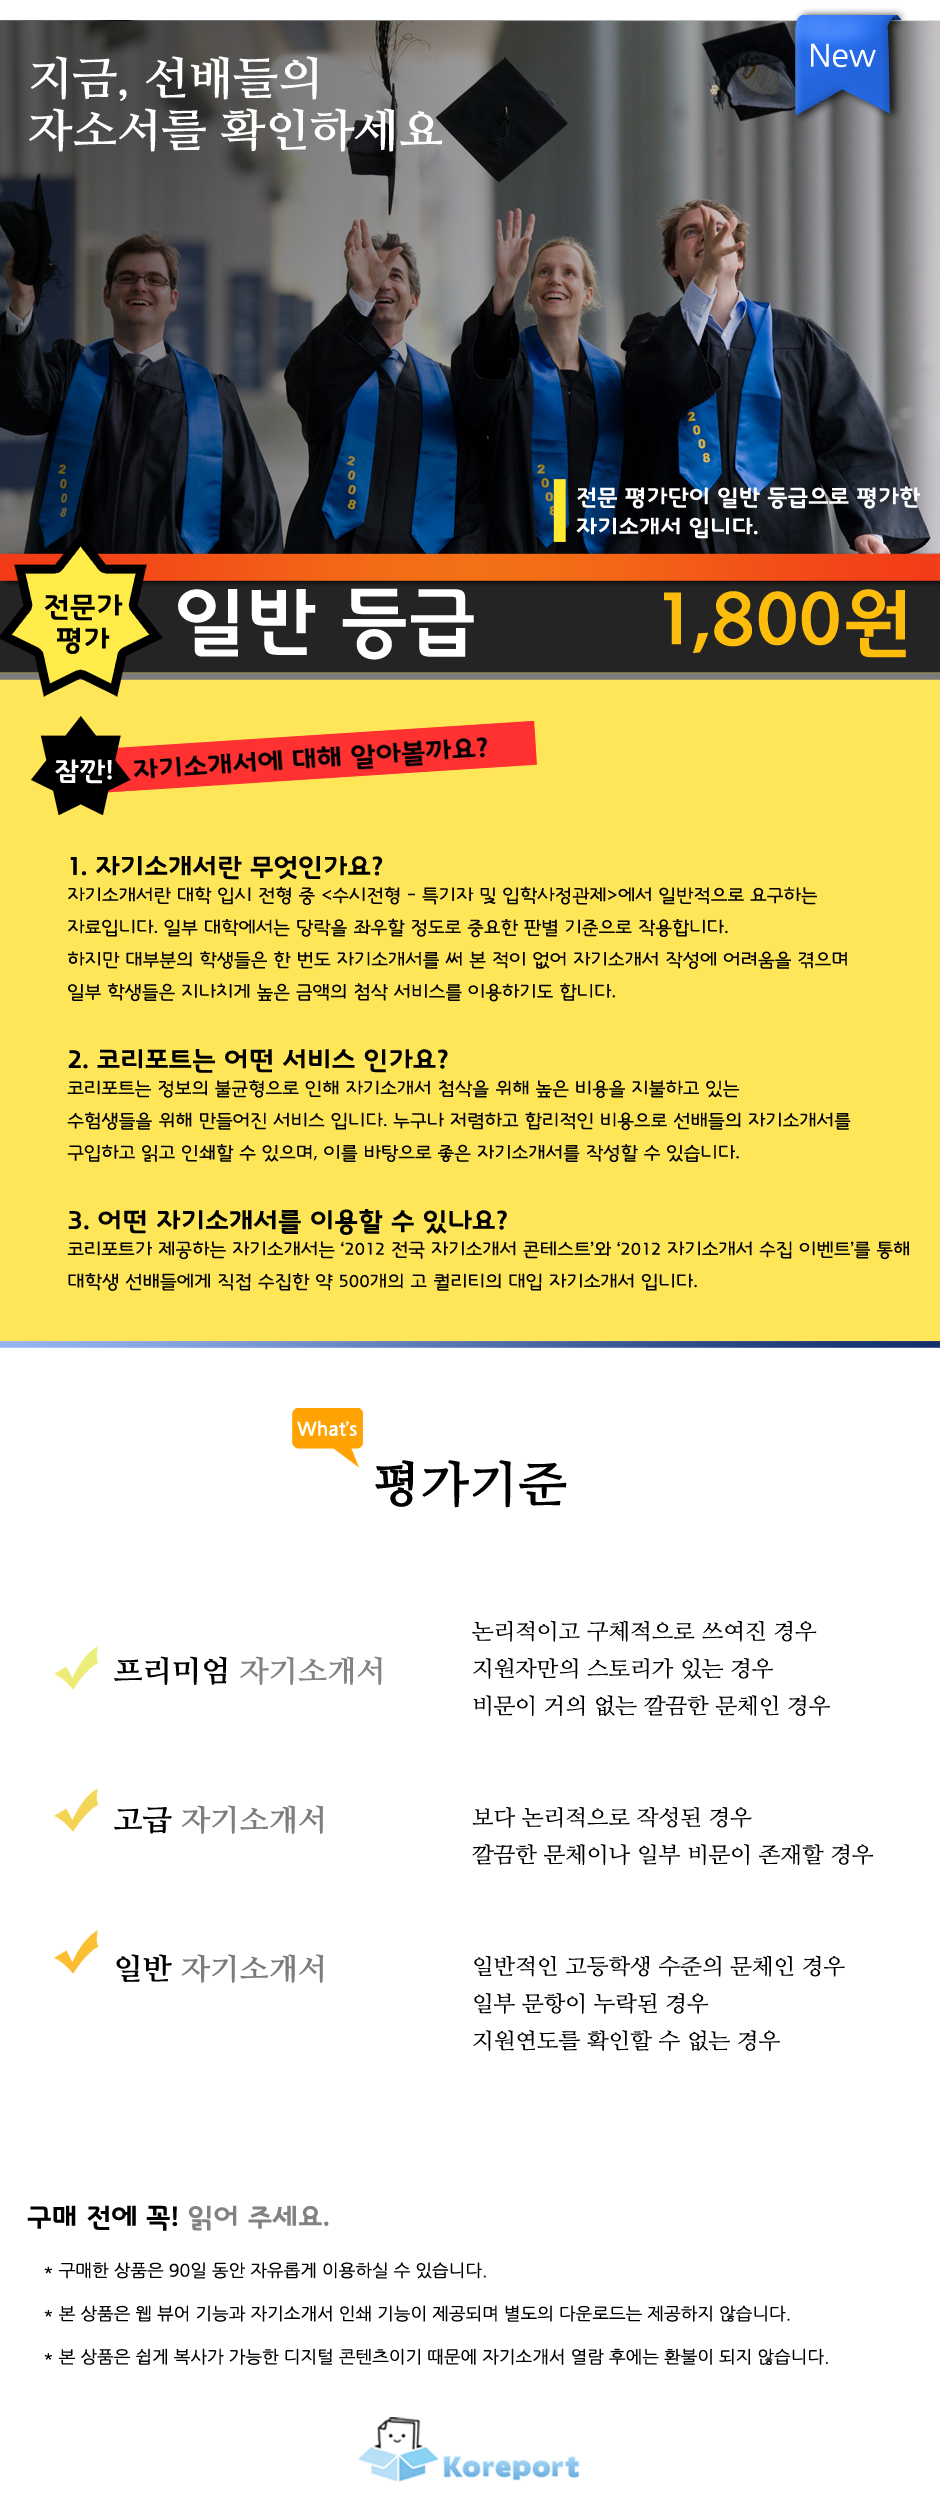 New
지금, 선배들의
자소서를 확인하세요
2008
2008
2008
2008
전문 평가단이 일반 등급으로 평가한
자기소개서 입니다.
전문가
평가
일반 등급
1,800원
잠깐!
자기소개서에 대해 알아볼까요?
1. 자기소개서란 무엇인가요?
자기소개서란 대학 입시 전형 중 <수시전형 - 특기자 및 입학사정관제>에서 일반적으로 요구하는
자료입니다. 일부 대학에서는 당락을 좌우할 정도로 중요한 판별 기준으로 작용합니다.
하지만 대부분의 학생들은 한 번도 자기소개서를 써 본 적이 없어 자기소개서 작성에 어려움을 겪으며
일부 학생들은 지나치게 높은 금액의 첨삭 서비스를 이용하기도 합니다.
2. 코리포트는 어떤 서비스 인가요?
코리포트는 정보의 불균형으로 인해 자기소개서 첨삭을 위해 높은 비용을 지불하고 있는
수험생들을 위해 만들어진 서비스 입니다. 누구나 저렴하고 합리적인 비용으로 선배들의 자기소개서를
구입하고 읽고 인쇄할 수 있으며, 이를 바탕으로 좋은 자기소개서를 작성할 수 있습니다.
3. 어떤 자기소개서를 이용할 수 있나요?
코리포트가 제공하는 자기소개서는 ‘2012 전국 자기소개서 콘테스트’와 ‘2012 자기소개서 수집 이벤트’를 통해
대학생 선배들에게 직접 수집한 약 500개의 고 퀄리티의 대입 자기소개서 입니다.
What's
평가기준
프리미엄 자기소개서
논리적이고 구체적으로 쓰여진 경우
지원자만의 스토리가 있는 경우
비문이 거의 없는 깔끔한 문체인 경우
고급 자기소개서
보다 논리적으로 작성된 경우
깔끔한 문체이나 일부 비문이 존재할 경우
일반 자기소개서
일반적인 고등학생 수준의 문체인 경우
일부 문항이 누락된 경우
지원연도를 확인할 수 없는 경우
구매 전에 꼭! 읽어 주세요.
* 구매한 상품은 90일 동안 자유롭게 이용하실 수 있습니다.
* 본 상품은 웹 뷰어 기능과 자기소개서 인쇄 기능이 제공되며 별도의 다운로드는 제공하지 않습니다.
* 본 상품은 쉽게 복사가 가능한 디지털 콘텐츠이기 때문에 자기소개서 열람 후에는 환불이 되지 않습니다.
Koreport